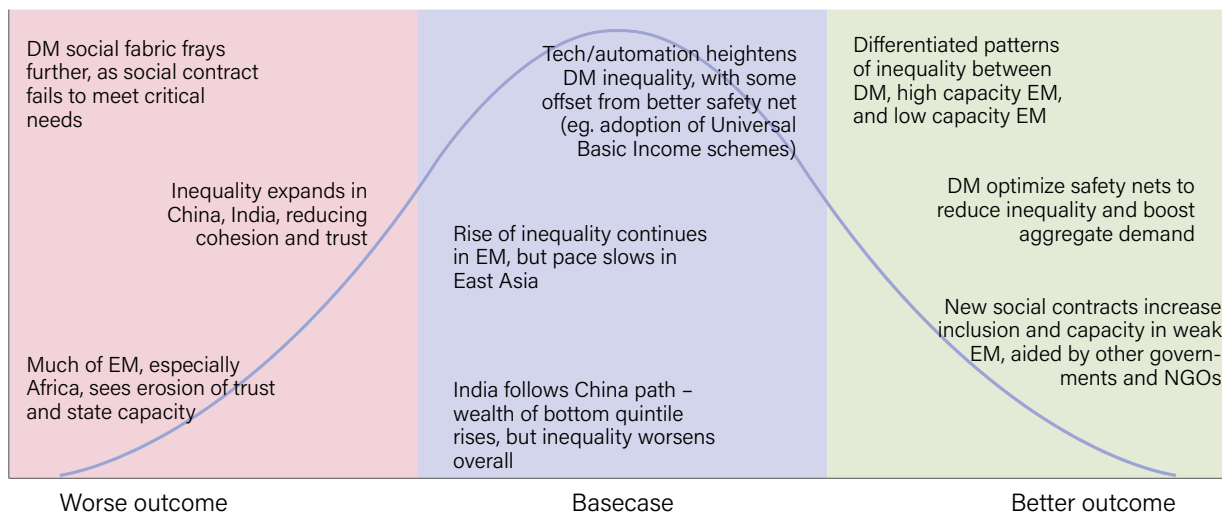 DM social fabric frays
further, as social contract
fails to meet critical
needs
Inequality expands in
China, India, reducing
cohesion and trust
Much of EM, especially
Africa, sees erosion of trust
and state capacity
Tech/automation heightens
DM inequality, with some
offset from better safety net
(eg. adoption of Universal
Basic Income schemes)
Rise of inequality continues
in EM, but pace slows in
East Asia
India follows China path –
wealth of bottom quintile
rises, but inequality worsens
overall
Differentiated patterns
of inequality between
DM, high capacity EM,
and low capacity EM
DM optimize safety nets to
reduce inequality and boost
aggregate demand
New social contracts increase
inclusion and capacity in weak
EM, aided by other govern-
ments and NGOs
Worse outcome
Basecase
Better outcome